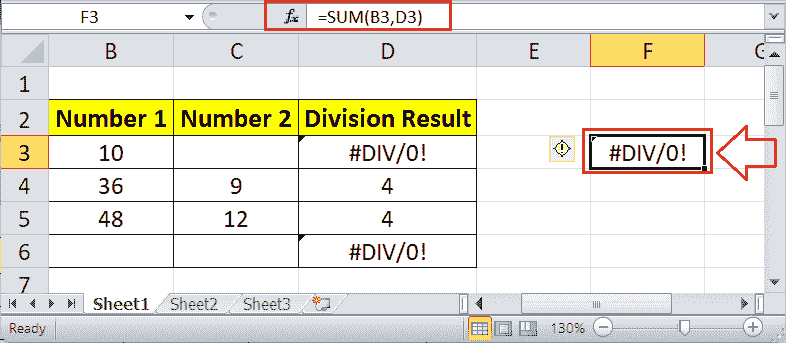 F3 fx =SUM(B3,D3)
B C D E F G
1
2 Number 1 Number 2 Division Result
3 10 #DIV/0! #DIV/0!
4 36 9 4
5 48 12 4
6 #DIV/0!
7
Sheet1 Sheet2 Sheet3
Ready 130%